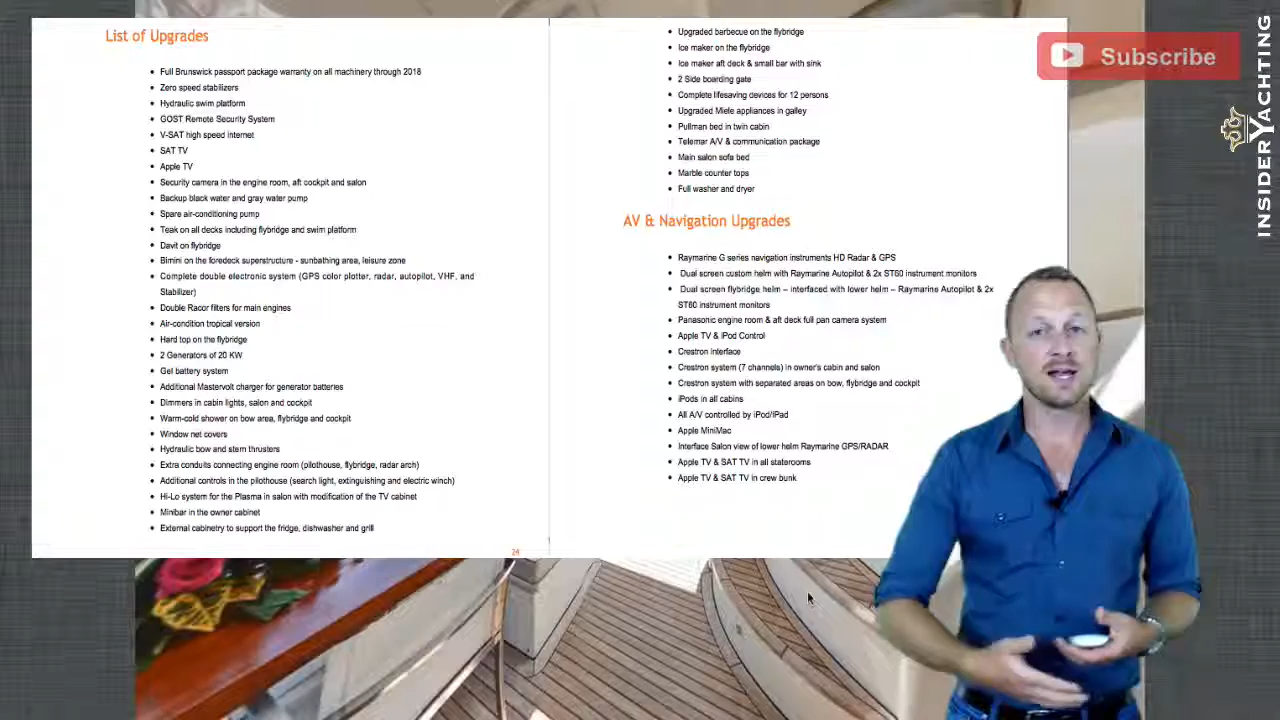 List of Upgrades
Full Brunswick passport package warranty on all machinery through 2018
Zero speed stabilizers
Hydraulic swim platform
GOST Remote Security System
V-SAT high speed internet
SAT TV
Apple TV
Security camera in the engine room, aft cockpit and salon
Backup black water and gray water pump
Spare air-conditioning pump
Teak on all decks including flybridge and swim platform
Davit on flybridge
Bimini on the foredeck superstructure - sunbathing area, leisure zone
Complete double electronic system (GPS color plotter, radar, autopilot, VHF, and
Stabilizer)
Double Racor filters for main engines
Air-condition tropical version
Hard top on the flybridge
2 Generators of 20 KW
Gel battery system
Additional Mastervolt charger for generator batteries
Dimmers in cabin lights, salon and cockpit
Warm-cold shower on bow area, flybridge and cockpit
Window net covers
Hydraulic bow and stern thrusters
Extra conduits connecting engine room (pilothouse, flybridge, radar arch)
Additional controls in the pilothouse (search light, extinguishing and electric winch)
Hi-Lo system for the Plasma in salon with modification of the TV cabinet
Minibar in the owner cabinet
External cabinetry to support the fridge, dishwasher and grill
24
Upgraded barbecue on the flybridge
Ice maker on the flybridge
Ice maker aft deck & small bar with sink
2 Side boarding gate
Complete lifesaving devices for 12 persons
Upgraded Miele appliances in galley
Pullman bed in twin cabin
Telemar A/V & communication package
Main salon sofa bed
Marble counter tops
Full washer and dryer
AV & Navigation Upgrades
Raymarine G series navigation instruments HD Radar & GPS
Dual screen custom helm with Raymarine Autopilot & 2x ST60 instrument monitors
Dual screen flybridge helm – interfaced with lower helm – Raymarine Autopilot & 2x
ST60 instrument monitors
Panasonic engine room & aft deck full pan camera system
Apple TV & iPod Control
Crestron interface
Crestron system (7 channels) in owner's cabin and salon
Crestron system with separated areas on bow, flybridge and cockpit
iPods in all cabins
All A/V controlled by iPod/iPad
Apple MiniMac
Interface Salon view of lower helm Raymarine GPS/RADAR
Apple TV & SAT TV in all staterooms
Apple TV & SAT TV in crew bunk
Subscribe
INSIDERYACHTING